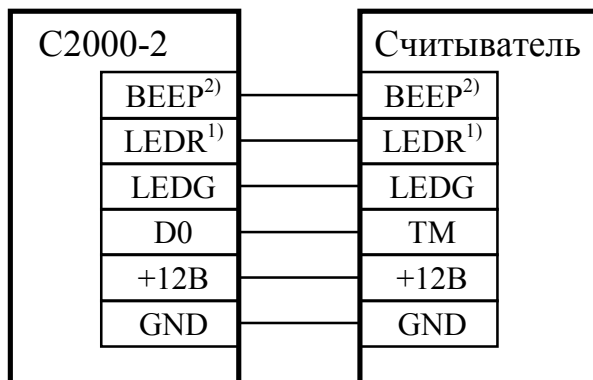 С2000-2 Считыватель
BEEP2) BEEP2)
LEDR1) LEDR1)
LEDG LEDG
D0 TM
+12В +12В
GND GND